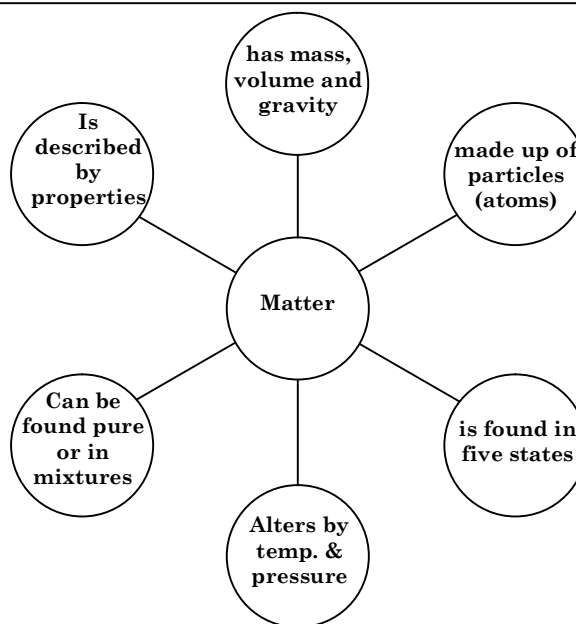 has mass,
volume and
gravity
Is
described
by
properties
made up of
particles
(atoms)
Matter
Can be
found pure
or in
mixtures
is found in
five states
Alters by
temp. &
pressure